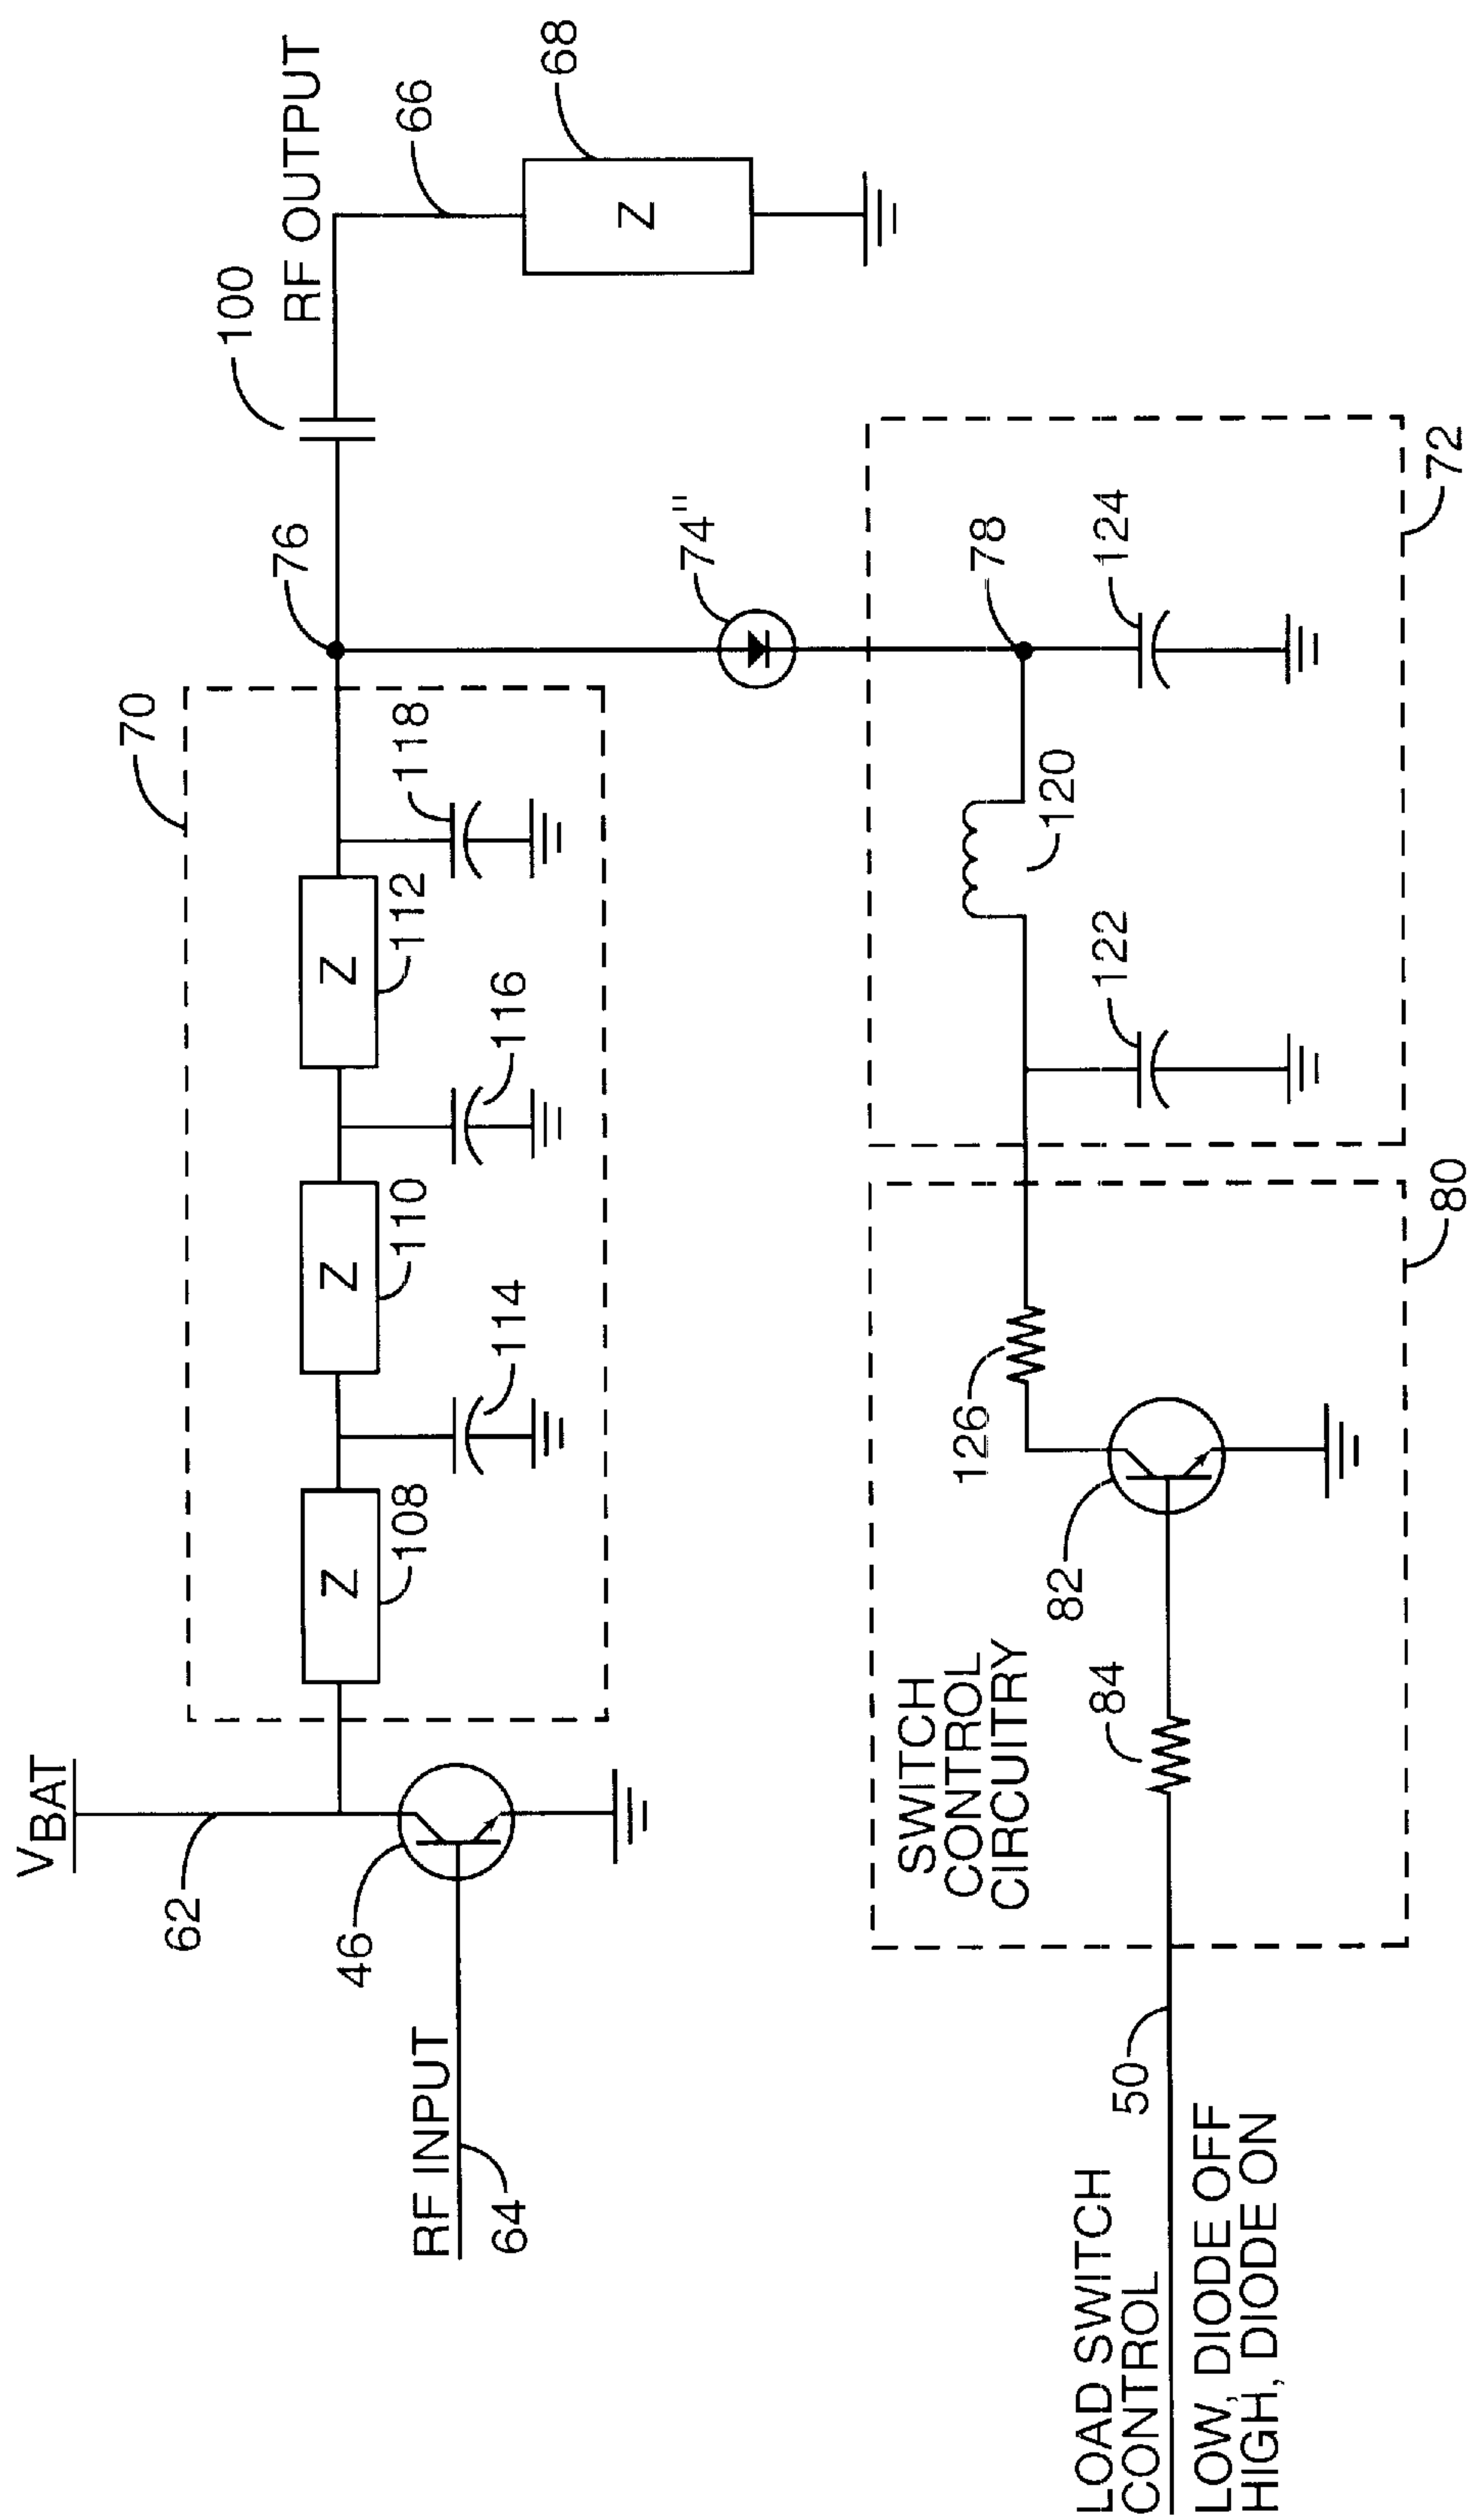 VBAT
62
46
RF INPUT
64
70
Z
108
114
Z
110
116
Z
112
118
76
100
RF OUTPUT
66
68
Z
74"
78
124
120
122
72
126
82
84
SWITCH
CONTROL
CIRCUITRY
80
50
LOAD SWITCH
CONTROL
LOW, DIODE OFF
HIGH, DIODE ON